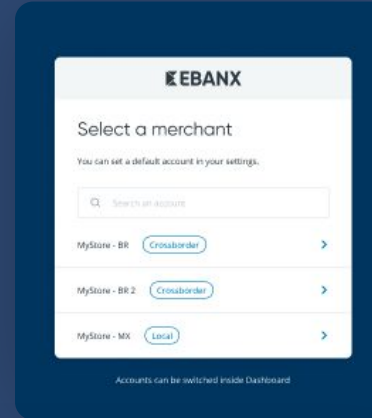 EBANX
Select a merchant
You can set a default account in your settings.
Search an account
MyStore - BR Crossborder
MyStore - BR 2 Crossborder
MyStore - MX Local
Accounts can be switched inside Dashboard